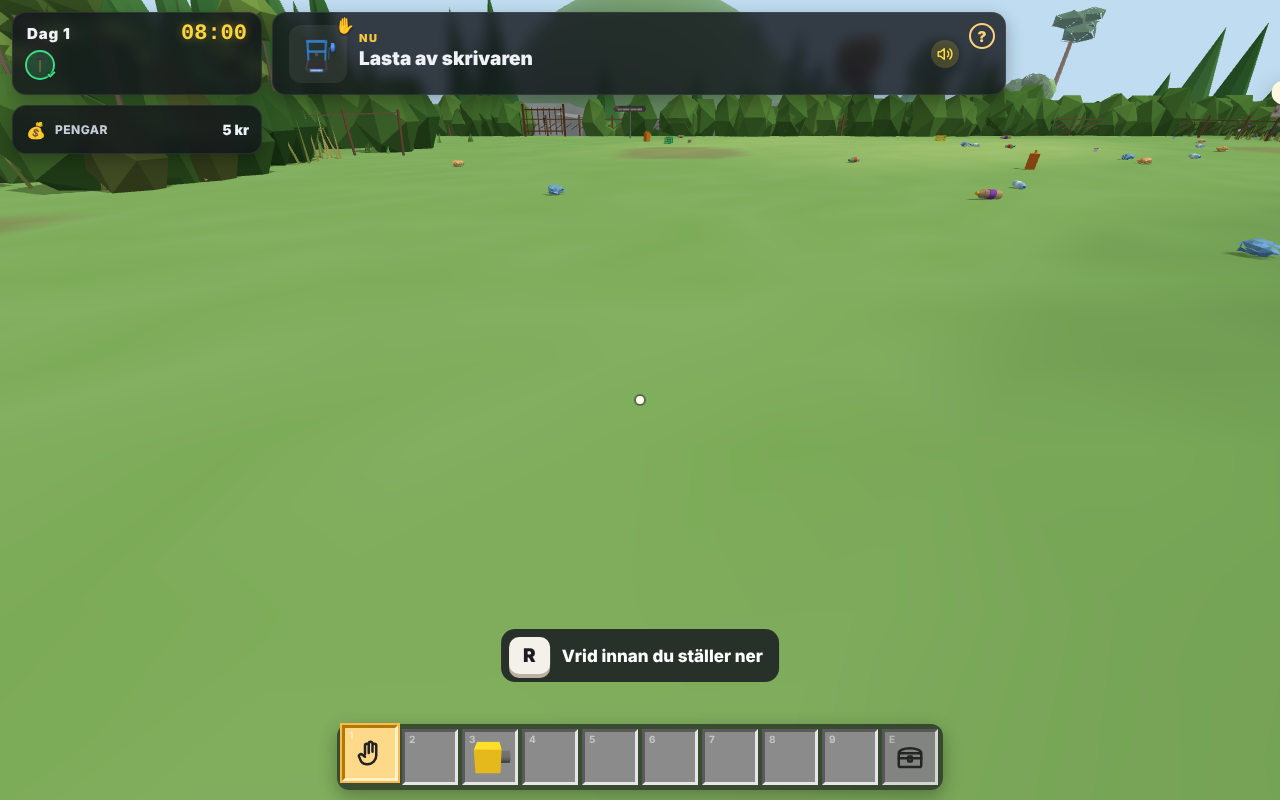 Dag 1
08:00
PENGAR
5 kr
NU
Lasta av skrivaren
?
R
Vrid innan du ställer ner
1
2
3
4
5
6
7
8
9
E